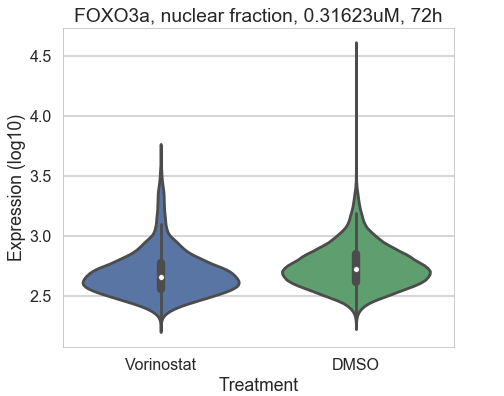 FOXO3a, nuclear fraction, 0.31623uM, 72h
Expression (log10)
4.5
4.0
3.5
3.0
2.5
Vorinostat
DMSO
Treatment